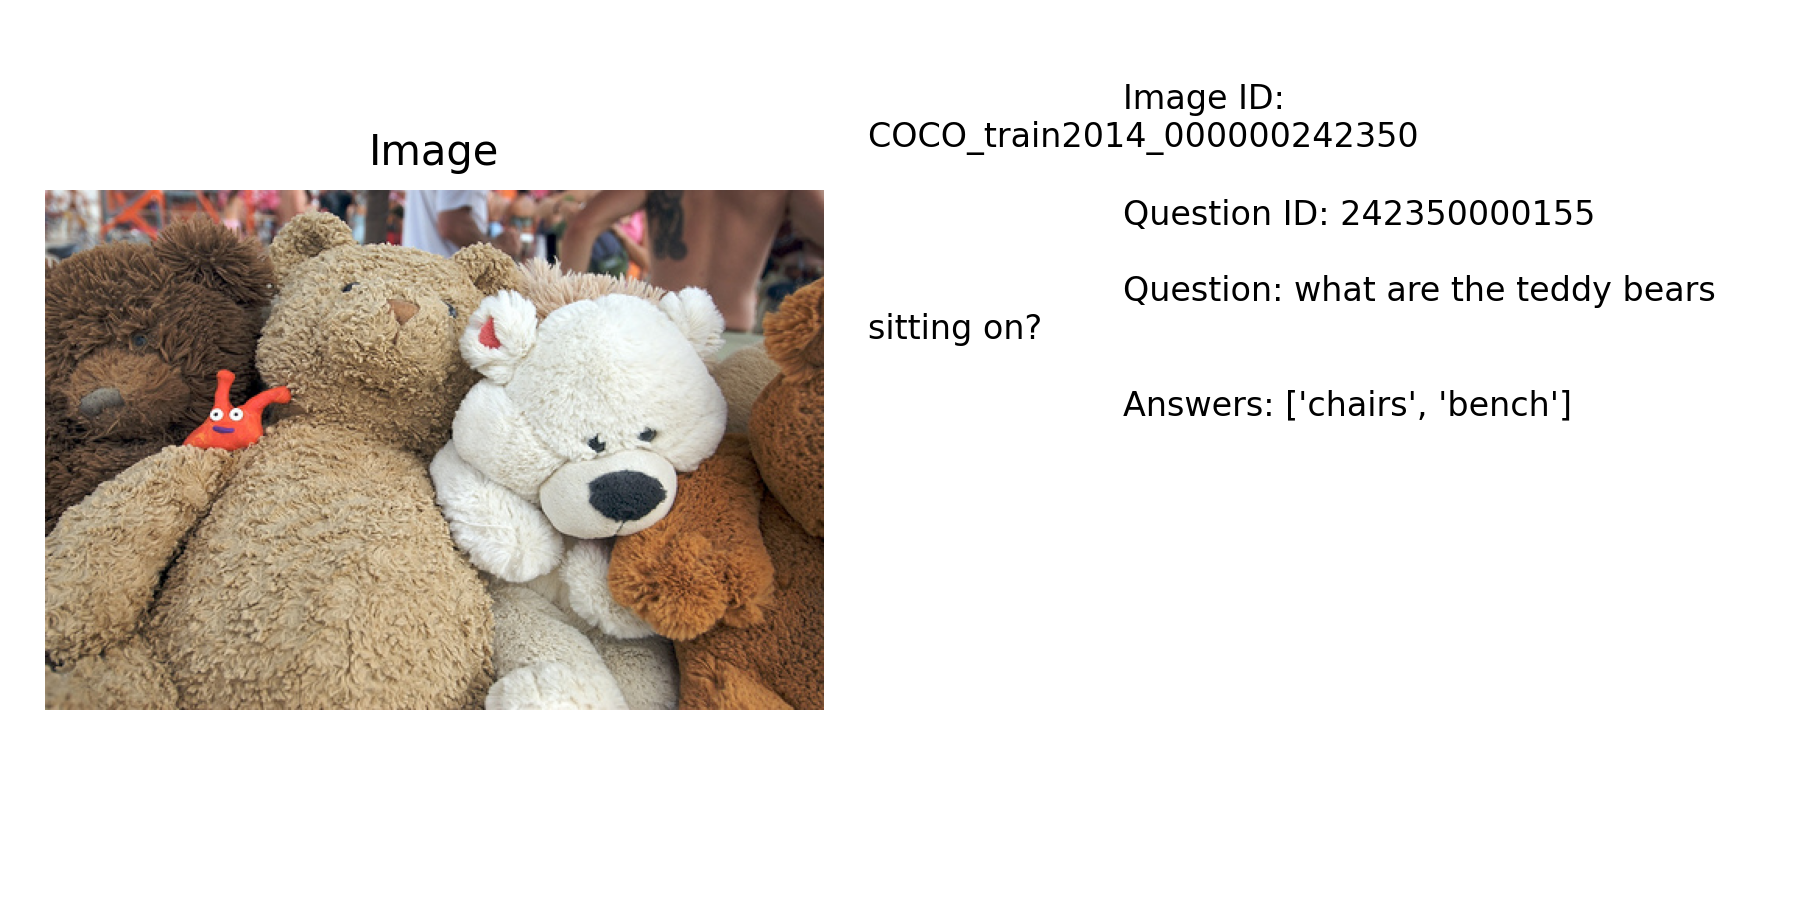 Image
Image ID:
COCO_train2014_000000242350
Question ID: 242350000155
Question: what are the teddy bears
sitting on?
Answers: ['chairs', 'bench']